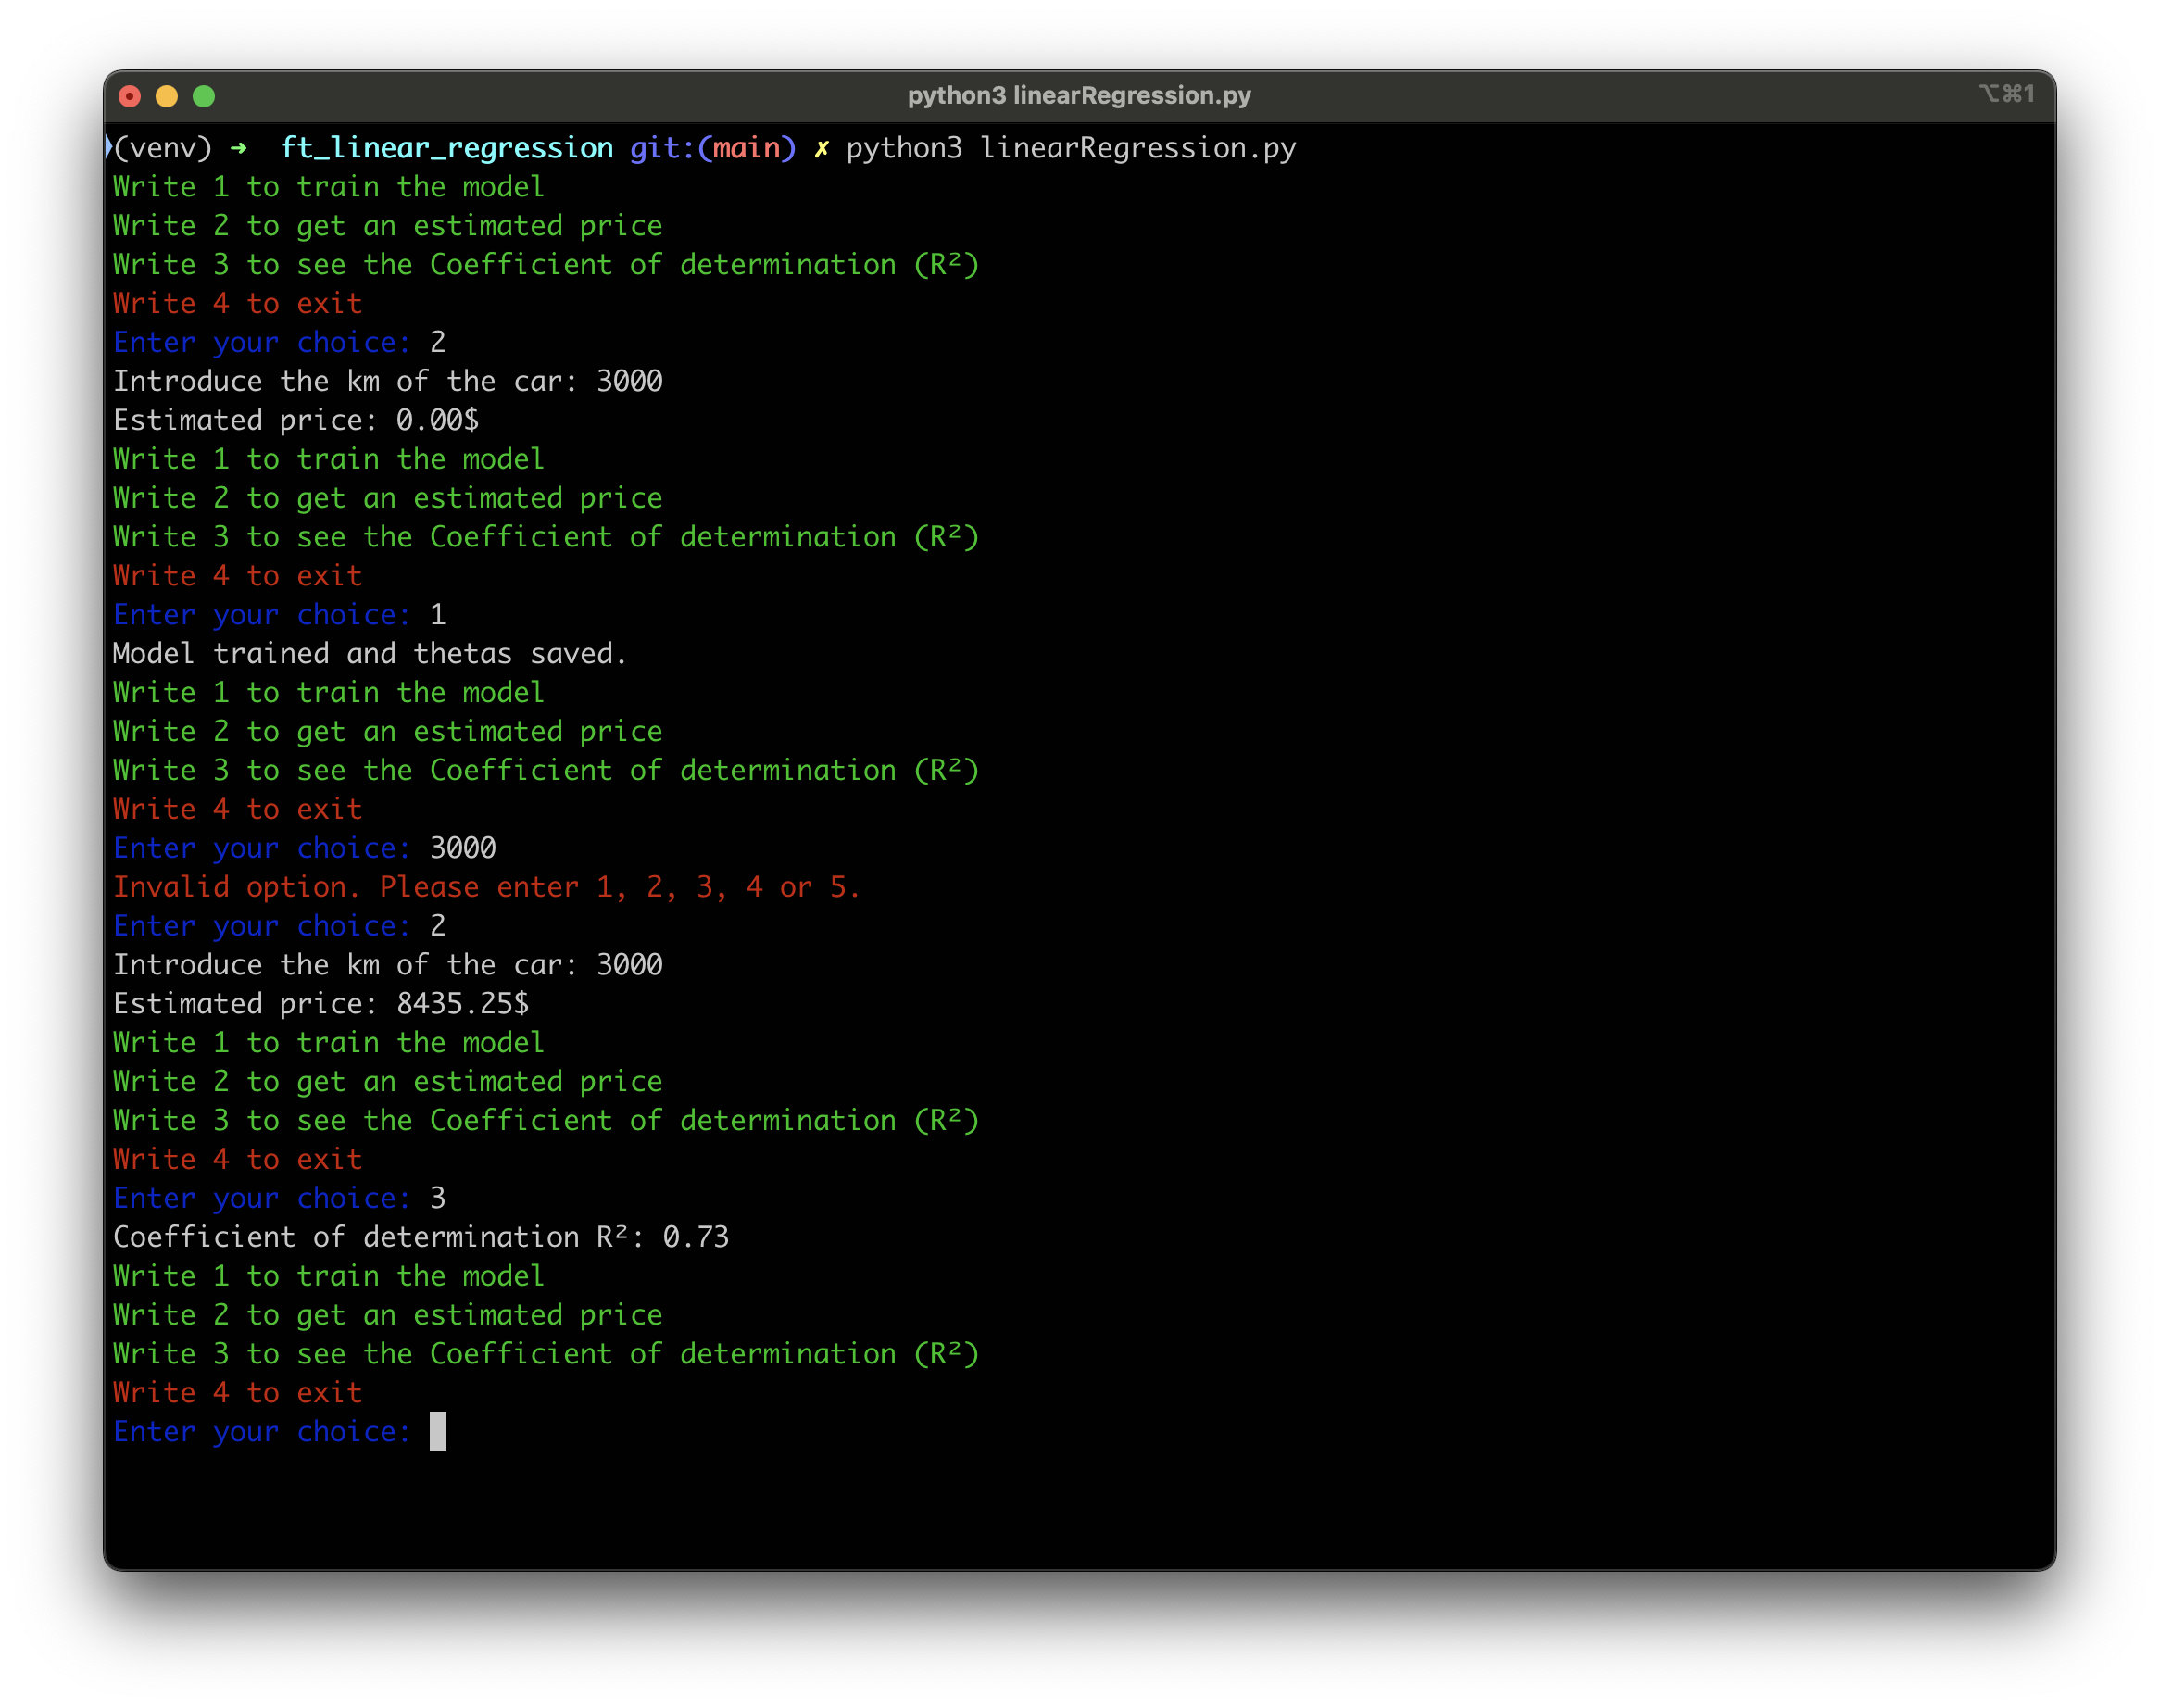 python3 linearRegression.py
⌥⌘1
(venv) ➜  ft_linear_regression git:(main) ✗ python3 linearRegression.py
Write 1 to train the model
Write 2 to get an estimated price
Write 3 to see the Coefficient of determination (R²)
Write 4 to exit
Enter your choice: 2
Introduce the km of the car: 3000
Estimated price: 0.00$
Write 1 to train the model
Write 2 to get an estimated price
Write 3 to see the Coefficient of determination (R²)
Write 4 to exit
Enter your choice: 1
Model trained and thetas saved.
Write 1 to train the model
Write 2 to get an estimated price
Write 3 to see the Coefficient of determination (R²)
Write 4 to exit
Enter your choice: 3000
Invalid option. Please enter 1, 2, 3, 4 or 5.
Enter your choice: 2
Introduce the km of the car: 3000
Estimated price: 8435.25$
Write 1 to train the model
Write 2 to get an estimated price
Write 3 to see the Coefficient of determination (R²)
Write 4 to exit
Enter your choice: 3
Coefficient of determination R²: 0.73
Write 1 to train the model
Write 2 to get an estimated price
Write 3 to see the Coefficient of determination (R²)
Write 4 to exit
Enter your choice: